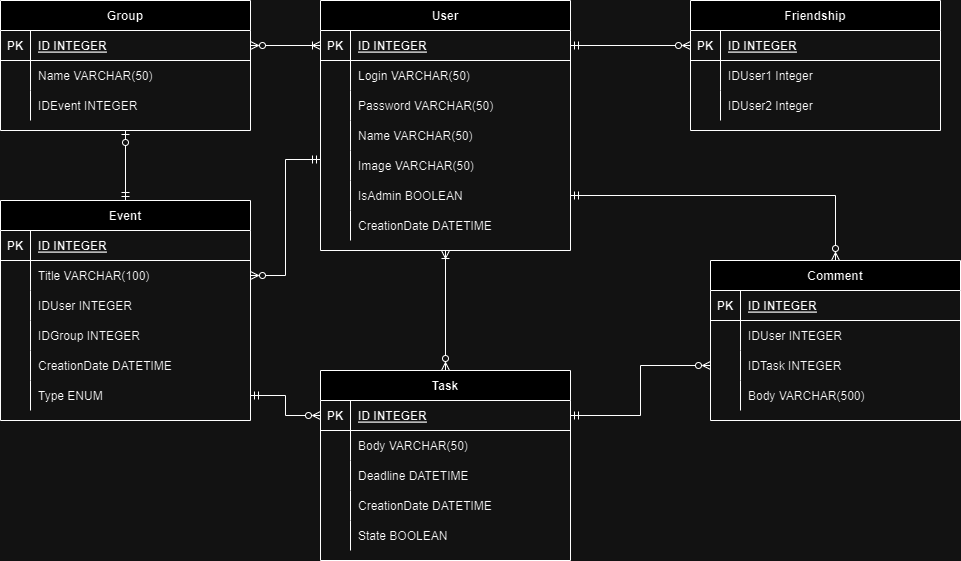 Group
PK ID INTEGER
Name VARCHAR(50)
IDEvent INTEGER
User
PK ID INTEGER
Login VARCHAR(50)
Password VARCHAR(50)
Name VARCHAR(50)
Image VARCHAR(50)
IsAdmin BOOLEAN
CreationDate DATETIME
Friendship
PK ID INTEGER
IDUser1 Integer
IDUser2 Integer
Event
PK ID INTEGER
Title VARCHAR(100)
IDUser INTEGER
IDGroup INTEGER
CreationDate DATETIME
Type ENUM
Task
PK ID INTEGER
Body VARCHAR(50)
Deadline DATETIME
CreationDate DATETIME
State BOOLEAN
Comment
PK ID INTEGER
IDUser INTEGER
IDTask INTEGER
Body VARCHAR(500)